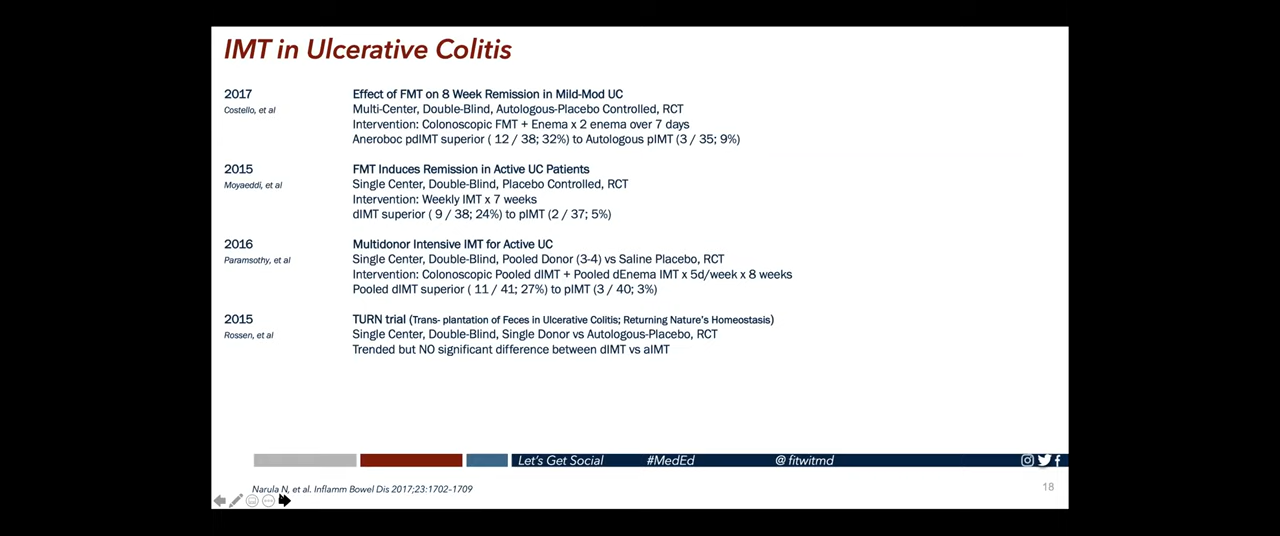 IMT in Ulcerative Colitis
2017
Effect of FMT on 8 Week Remission in Mild-Mod UC
Costello, et al
Multi-Center, Double-Blind, Autologous-Placebo Controlled, RCT
Intervention: Colonoscopic FMT + Enema x 2 enema over 7 days
Aneroboc pdIMT superior ( 12 / 38; 32%) to Autologous pIMT (3 / 35; 9%)
2015
FMT Induces Remission in Active UC Patients
Moyaeddi, et al
Single Center, Double-Blind, Placebo Controlled, RCT
Intervention: Weekly IMT x 7 weeks
dIMT superior ( 9 / 38; 24%) to pIMT (2 / 37; 5%)
2016
Multidonor Intensive IMT for Active UC
Paramsothy, et al
Single Center, Double-Blind, Pooled Donor (3-4) vs Saline Placebo, RCT
Intervention: Colonoscopic Pooled dIMT + Pooled dEnema IMT x 5d/week x 8 weeks
Pooled dIMT superior ( 11 / 41; 27%) to pIMT (3 / 40; 3%)
2015
TURN trial (Trans- plantation of Feces in Ulcerative Colitis; Returning Nature's Homeostasis)
Rossen, et al
Single Center, Double-Blind, Single Donor vs Autologous-Placebo, RCT
Trended but NO significant difference between dIMT vs aIMT
Let's Get Social #MedEd @ fitwitmd
Narula N, et al. Inflamm Bowel Dis 2017;23:1702-1709
18